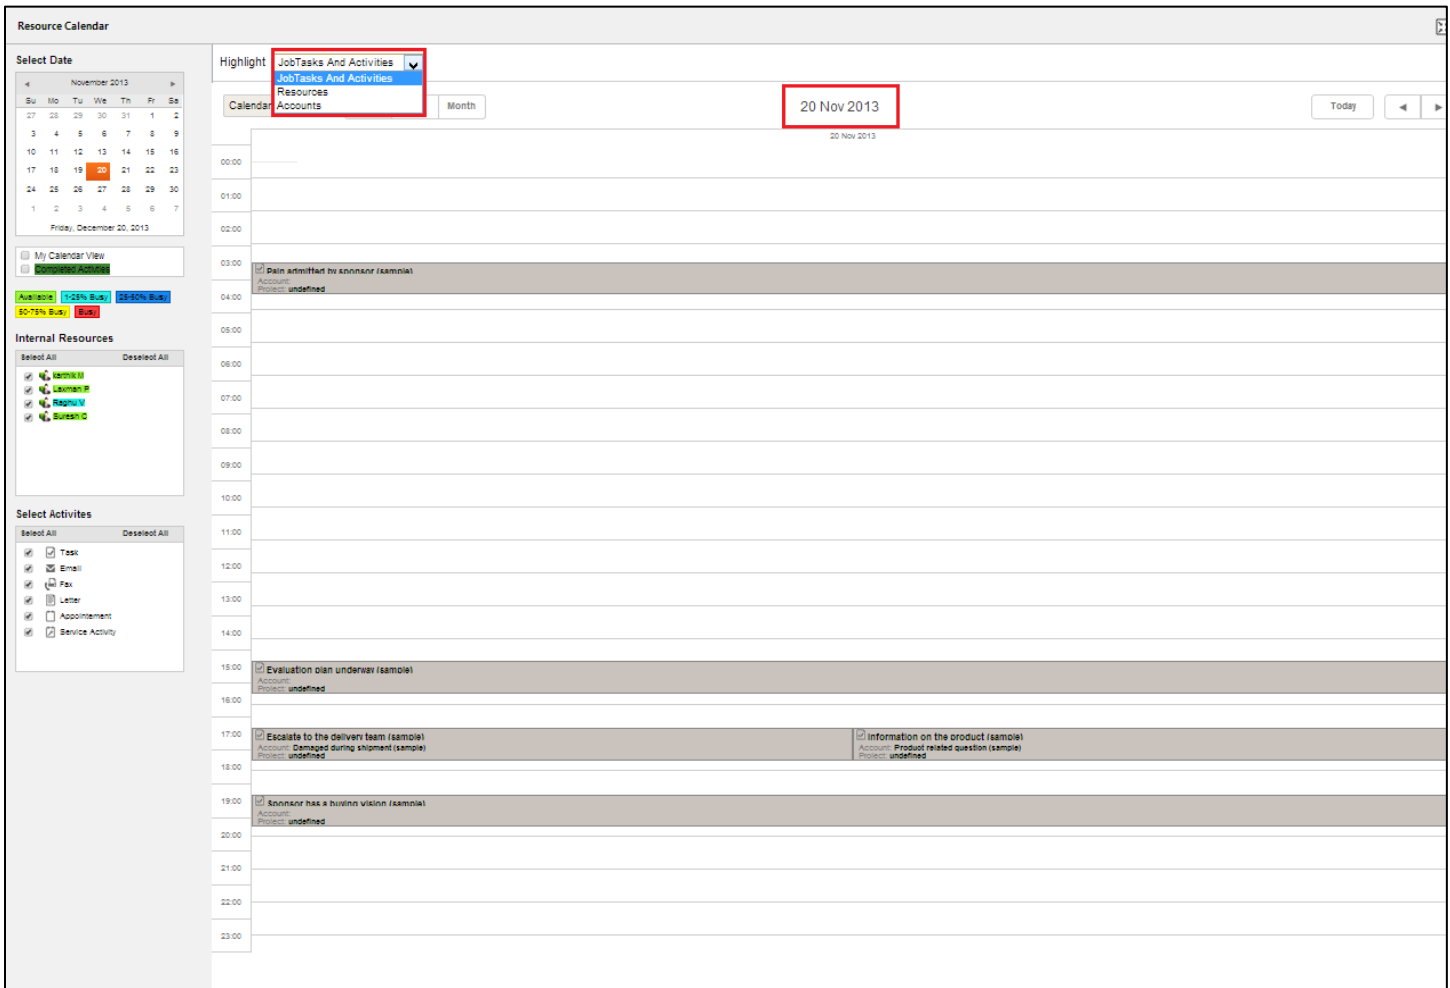 Resource Calendar
Select Date
November 2013
Su Mo Tu We Th Fr Sa
27 28 29 30 31 1 2
3 4 5 6 7 8 9
10 11 12 13 14 15 16
17 18 19 20 21 22 23
24 25 26 27 28 29 30
1 2 3 4 5 6 7
Friday, December 20, 2013
My Calendar View
Completed Activties
Available 1-25% Busy 25-50% Busy
50-75% Busy Busy
Internal Resources
Select All Deselect All
karthik M
Laxman P
Raghu V
Suresh C
Select Activites
Select All Deselect All
Task
Email
Fax
Letter
Appointement
Service Activity
Highlight JobTasks And Activities
JobTasks And Activities
Resources
Accounts
Calendar Month
20 Nov 2013
Today
20 Nov 2013
00:00
01:00
02:00
03:00
Pain admitted by sponsor (sample)
Account:
Project: undefined
04:00
05:00
06:00
07:00
08:00
09:00
10:00
11:00
12:00
13:00
14:00
15:00
Evaluation plan underway (sample)
Account:
Project: undefined
16:00
17:00
Escalate to the delivery team (sample)
Account: Damaged during shipment (sample)
Project: undefined
Information on the product (sample)
Account: Product related question (sample)
Project: undefined
18:00
19:00
Sponsor has a buying vision (sample)
Account:
Project: undefined
20:00
21:00
22:00
23:00